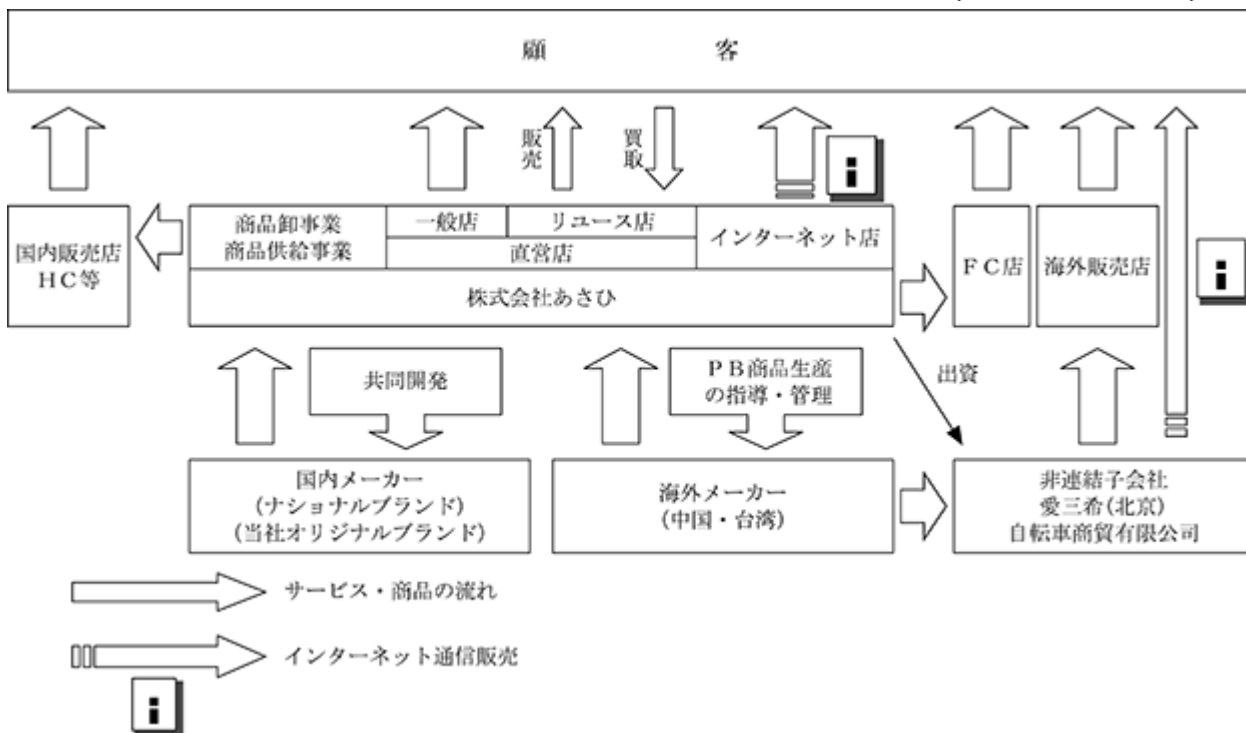 顧客
販売
買取
i
国内販売店
ＨＣ等
商品卸事業
商品供給事業
一般店
リユース店
直営店
インターネット店
株式会社あさひ
ＦＣ店
海外販売店
i
共同開発
ＰＢ商品生産
の指導・管理
出資
国内メーカー
(ナショナルブランド)
(当社オリジナルブランド)
海外メーカー
(中国・台湾)
非連結子会社
愛三希(北京)
自転車商貿有限公司
サービス・商品の流れ
インターネット通信販売
i